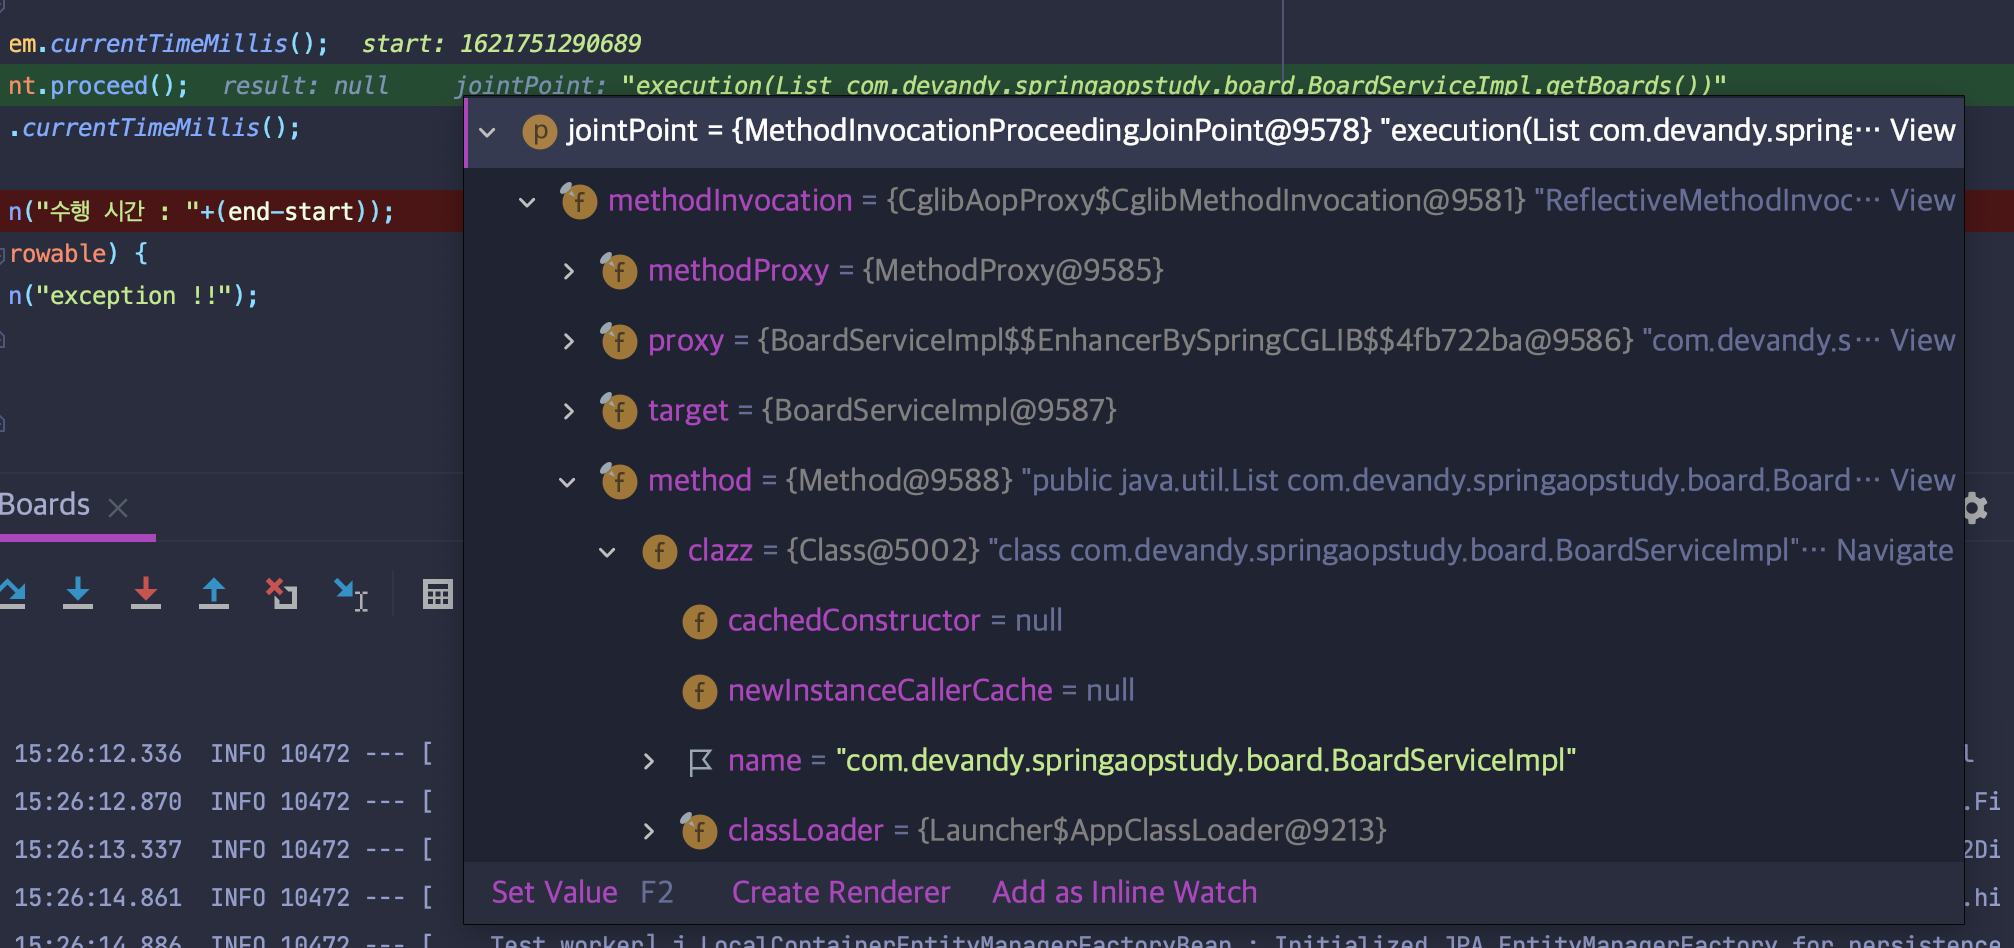 em.currentTimeMillis(); start: 1621751290689
nt.proceed(); result: null jointPoint: "execution(List com.devandy.springaopstudy.board.BoardServiceImpl.getBoards())"
.currentTimeMillis();
n("수행 시간 : "+(end-start));
rowable) {
n("exception !!");
jointPoint = {MethodInvocationProceedingJoinPoint@9578} "execution(List com.devandy.spring... View
methodInvocation = {CglibAopProxy$CglibMethodInvocation@9581} "ReflectiveMethodInvoc... View
methodProxy = {MethodProxy@9585}
proxy = {BoardServiceImpl$$EnhancerBySpringCGLIB$$4fb722ba@9586} "com.devandy.s... View
target = {BoardServiceImpl@9587}
method = {Method@9588} "public java.util.List com.devandy.springaopstudy.board.Board... View
clazz = {Class@5002} "class com.devandy.springaopstudy.board.BoardServiceImpl"... Navigate
cachedConstructor = null
newInstanceCallerCache = null
name = "com.devandy.springaopstudy.board.BoardServiceImpl"
classLoader = {Launcher$AppClassLoader@9213}
Set Value F2 Create Renderer Add as Inline Watch
Boards
15:26:12.336 INFO 10472 --- [ l
15:26:12.870 INFO 10472 --- [ .Fi
15:26:13.337 INFO 10472 --- [ 2Di
15:26:14.861 INFO 10472 --- [ .hi
15:26:14.886 INFO 10472 --- [ Test worker] j.LocalContainerEntityManagerFactoryBean : Initialized JPA EntityManagerFactory for persistence